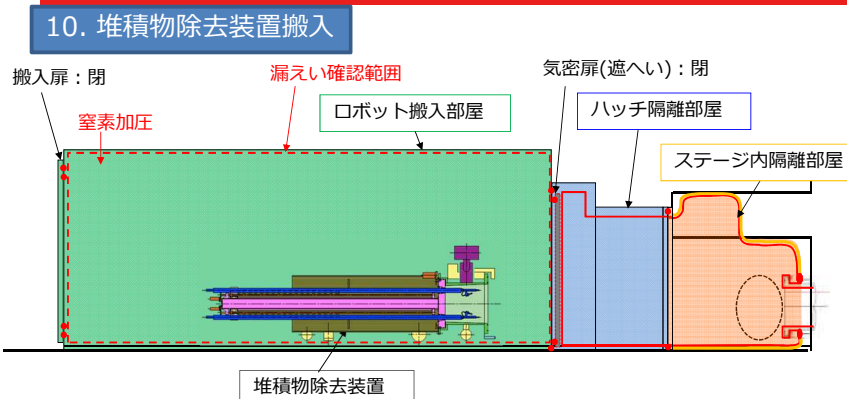 10. 堆積物除去装置搬入
搬入扉：閉
漏えい確認範囲
気密扉(遮へい)：閉
窒素加圧
ロボット搬入部屋
ハッチ隔離部屋
ステージ内隔離部屋
堆積物除去装置